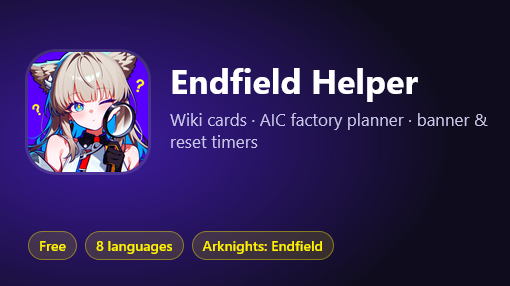 Endfield Helper
Wiki cards · AIC factory planner · banner &
reset timers
Free
8 languages
Arknights: Endfield